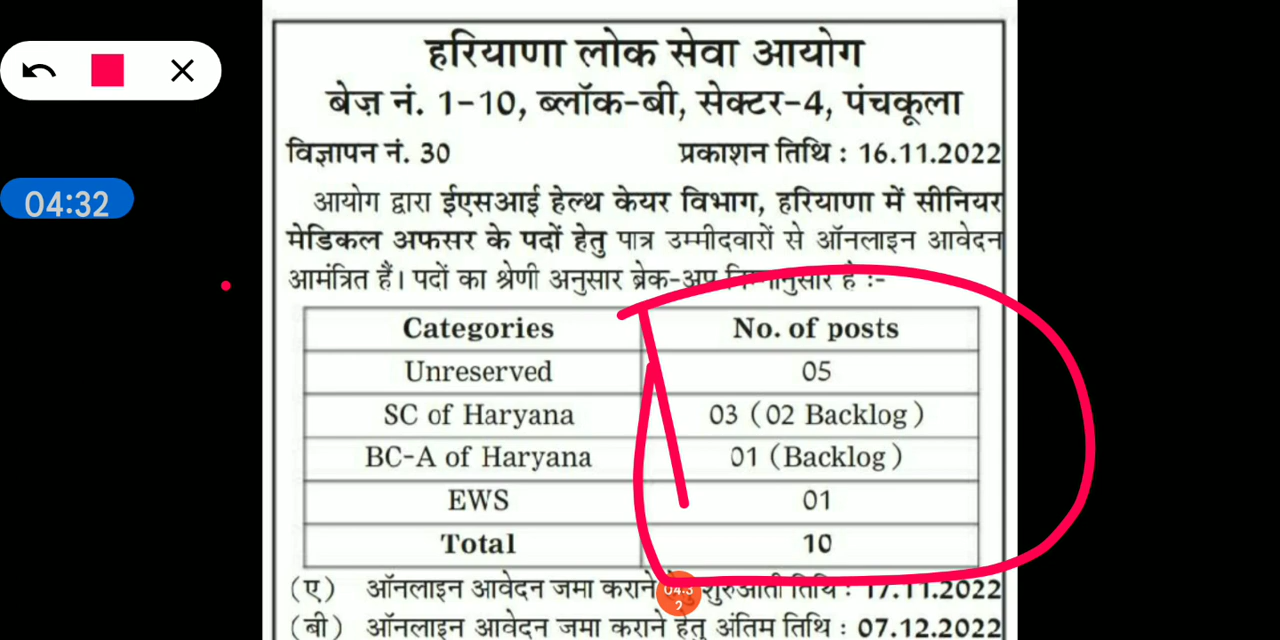 हरियाणा लोक सेवा आयोग
बेज़ नं. 1-10, ब्लॉक-बी, सेक्टर-4, पंचकूला
विज्ञापन नं. 30 प्रकाशन तिथि : 16.11.2022
04:32
आयोग द्वारा ईएसआई हेल्थ केयर विभाग, हरियाणा में सीनियर
मेडिकल अफसर के पदों हेतु पात्र उम्मीदवारों से ऑनलाइन आवेदन
आमंत्रित हैं। पदों का श्रेणी अनुसार ब्रेक-अप निम्नानुसार है :-
Categories No. of posts
Unreserved 05
SC of Haryana 03 (02 Backlog)
BC-A of Haryana 01 (Backlog)
EWS 01
Total 10
(ए) ऑनलाइन आवेदन जमा कराने शुरुआती तिथि : 17.11.2022
04:3
2
(बी) ऑनलाइन आवेदन जमा कराने हेतु अंतिम तिथि : 07.12.2022